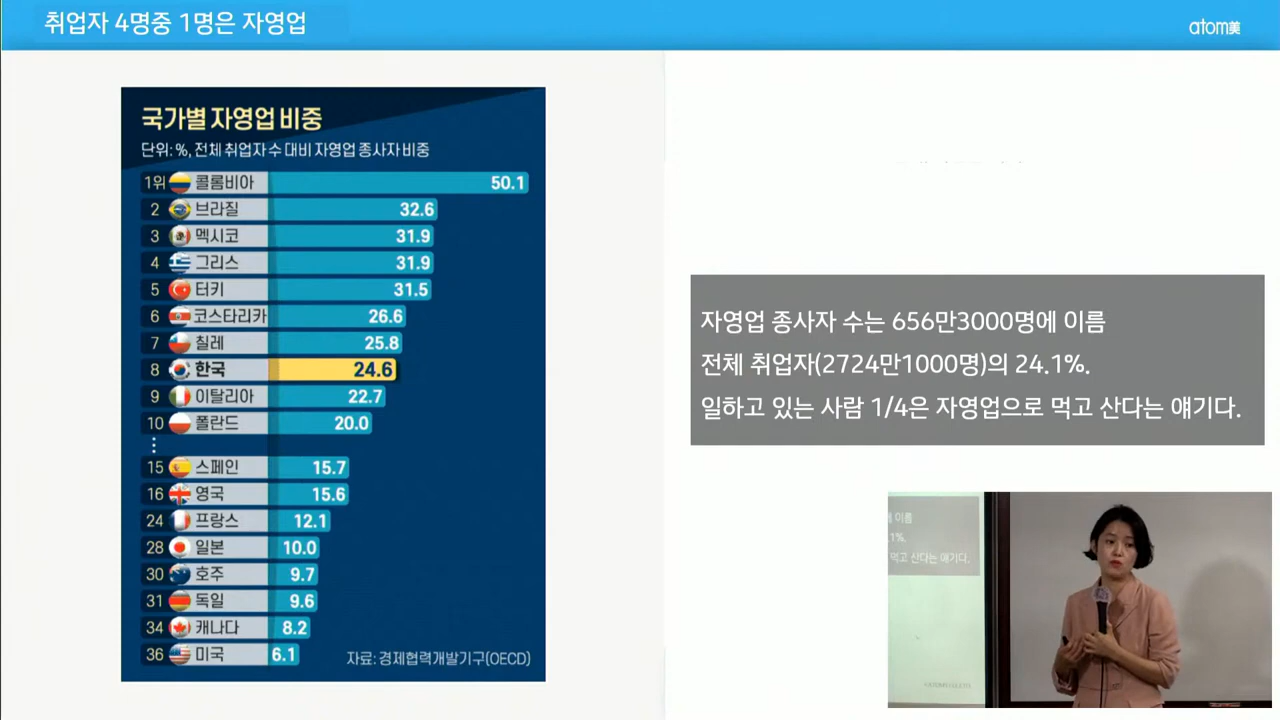 취업자 4명중 1명은 자영업
atom美
국가별 자영업 비중
단위: %, 전체 취업자 수 대비 자영업 종사자 비중
1위 콜롬비아 50.1
2 브라질 32.6
3 멕시코 31.9
4 그리스 31.9
5 터키 31.5
6 코스타리카 26.6
7 칠레 25.8
8 한국 24.6
9 이탈리아 22.7
10 폴란드 20.0
15 스페인 15.7
16 영국 15.6
24 프랑스 12.1
28 일본 10.0
30 호주 9.7
31 독일 9.6
34 캐나다 8.2
36 미국 6.1
자료: 경제협력개발기구(OECD)
자영업 종사자 수는 656만3000명에 이름
전체 취업자(2724만1000명)의 24.1%.
일하고 있는 사람 1/4은 자영업으로 먹고 산다는 얘기다.
이름
1%.
먹고 산다는 얘기다.